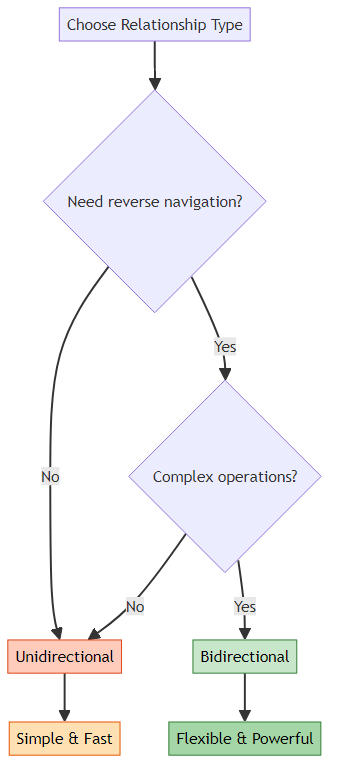 Choose Relationship Type
Need reverse navigation?
Yes
No
Complex operations?
No
Yes
Unidirectional
Bidirectional
Simple & Fast
Flexible & Powerful